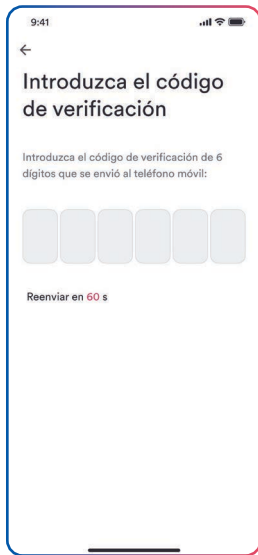 9:41
Introduzca el código
de verificación
Introduzca el código de verificación de 6
dígitos que se envió al teléfono móvil:
Reenviar en 60 s